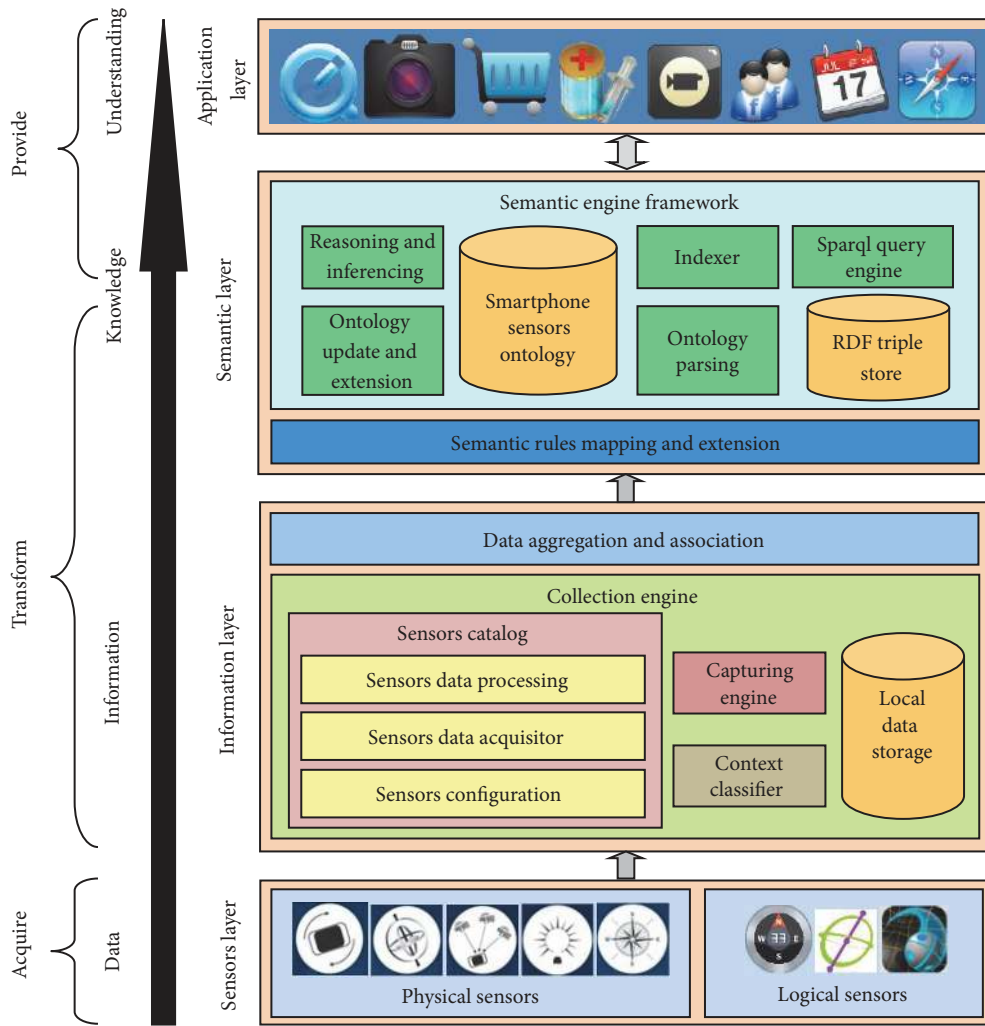 Provide
Understanding
Knowledge
Transform
Information
Acquire
Data
Application
layer
JUL
17
Semantic layer
Semantic engine framework
Reasoning and
inferencing
Smartphone
sensors
ontology
Indexer
Sparql query
engine
Ontology
update and
extension
Ontology
parsing
RDF triple
store
Semantic rules mapping and extension
Information layer
Data aggregation and association
Collection engine
Sensors catalog
Sensors data processing
Sensors data acquisitor
Sensors configuration
Capturing
engine
Context
classifier
Local
data
storage
Sensors layer
Physical sensors
N
W 33 E
S
Logical sensors